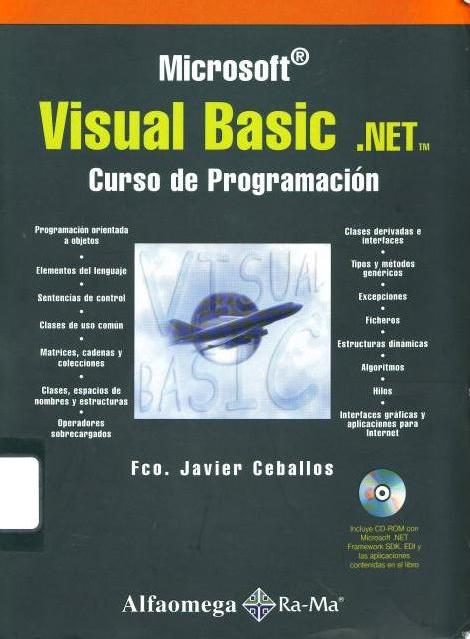 Microsoft®
Visual Basic .NET™
Curso de Programación
Programación orientada
a objetos
•
Elementos del lenguaje
•
Sentencias de control
•
Clases de uso común
•
Matrices, cadenas y
colecciones
•
Clases, espacios de
nombres y estructuras
•
Operadores
sobrecargados
Clases derivadas e
interfaces
•
Tipos y métodos
genéricos
•
Excepciones
•
Ficheros
•
Estructuras dinámicas
•
Algoritmos
•
Hilos
•
Interfaces gráficas y
aplicaciones para
Internet
VISUAL
BASIC
Fco. Javier Ceballos
Incluye CD-ROM con
Microsoft .NET
Framework SDK, EDI y
las aplicaciones
contenidas en el libro
Alfaomega Ra-Ma®